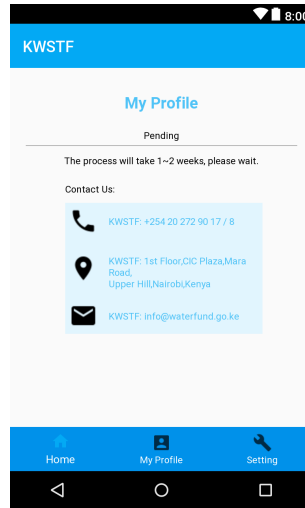 8:00
KWSTF
My Profile
Pending
The process will take 1~2 weeks, please wait.
Contact Us:
KWSTF: +254 20 272 90 17 / 8
KWSTF: 1st Floor,CIC Plaza,Mara
Road,
Upper Hill,Nairobi,Kenya
KWSTF: info@waterfund.go.ke
Home
My Profile
Setting